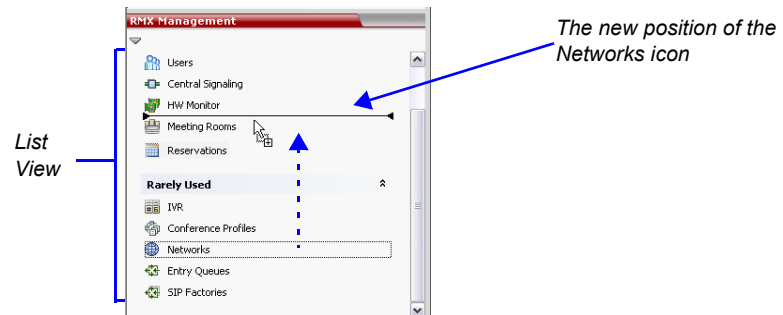 RMX Management
The new position of the
Networks icon
Users
Central Signaling
HW Monitor
Meeting Rooms
Reservations
List
View
Rarely Used
IVR
Conference Profiles
Networks
Entry Queues
SIP Factories